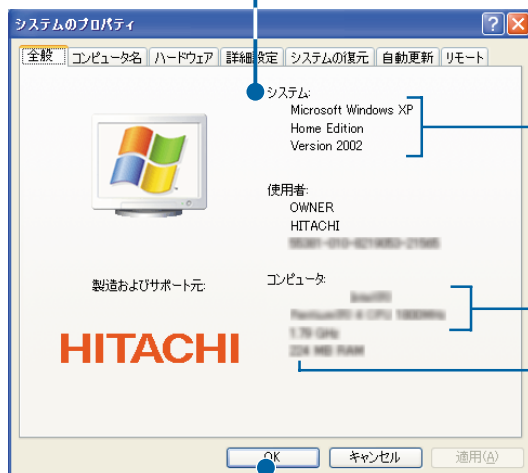 システムのプロパティ
全般 コンピュータ名 ハードウェア 詳細設定 システムの復元 自動更新 リモート
システム:
Microsoft Windows XP
Home Edition
Version 2002
使用者:
OWNER
HITACHI
製造およびサポート元:
コンピュータ:
HITACHI
OK キャンセル 適用(A)